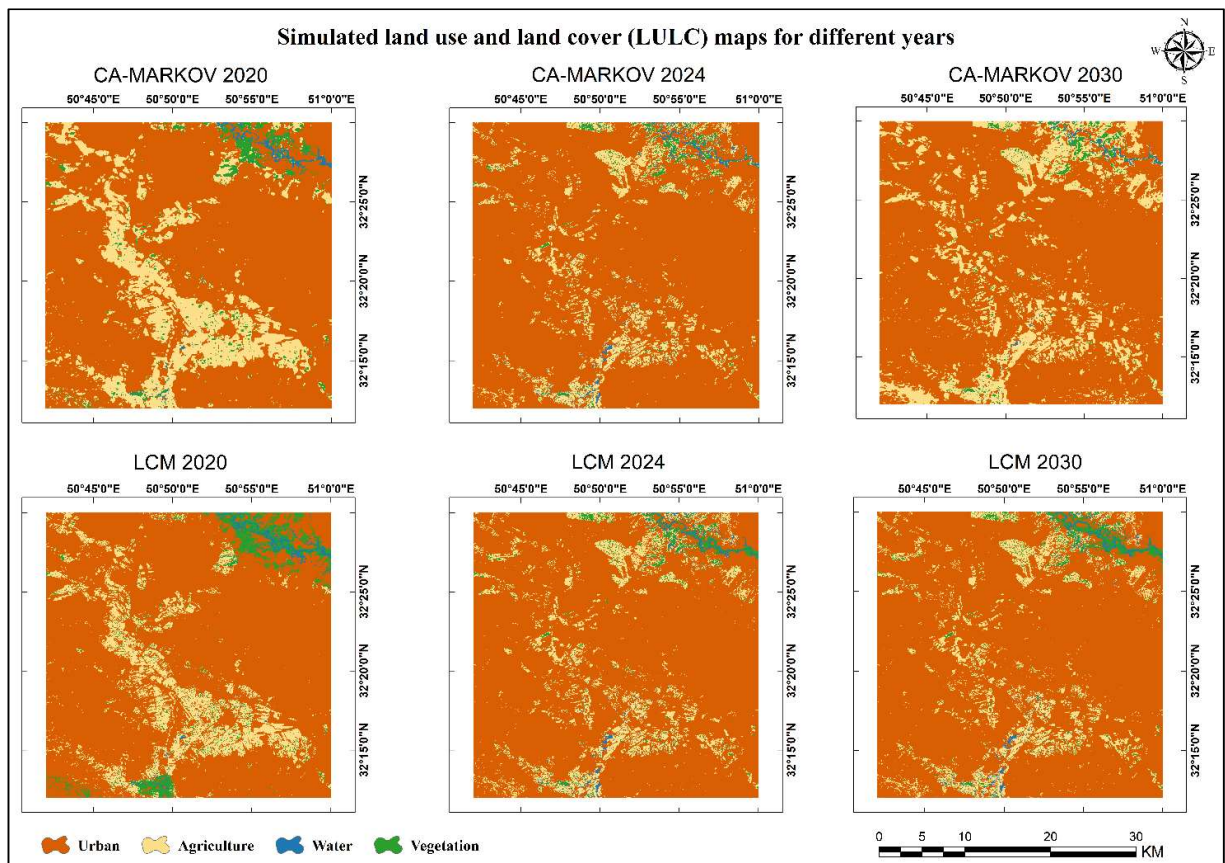 Simulated land use and land cover (LULC) maps for different years
N
W E
S
CA-MARKOV 2020
CA-MARKOV 2024
CA-MARKOV 2030
50°45'0"E 50°50'0"E 50°55'0"E 51°0'0"E
50°45'0"E 50°50'0"E 50°55'0"E 51°0'0"E
50°45'0"E 50°50'0"E 50°55'0"E 51°0'0"E
32°25'0"N
32°20'0"N
32°15'0"N
32°25'0"N
32°20'0"N
32°15'0"N
32°25'0"N
32°20'0"N
32°15'0"N
LCM 2020
LCM 2024
LCM 2030
50°45'0"E 50°50'0"E 50°55'0"E 51°0'0"E
50°45'0"E 50°50'0"E 50°55'0"E 51°0'0"E
50°45'0"E 50°50'0"E 50°55'0"E 51°0'0"E
32°25'0"N
32°20'0"N
32°15'0"N
32°25'0"N
32°20'0"N
32°15'0"N
32°25'0"N
32°20'0"N
32°15'0"N
Urban Agriculture Water Vegetation
0 5 10 20 30
KM